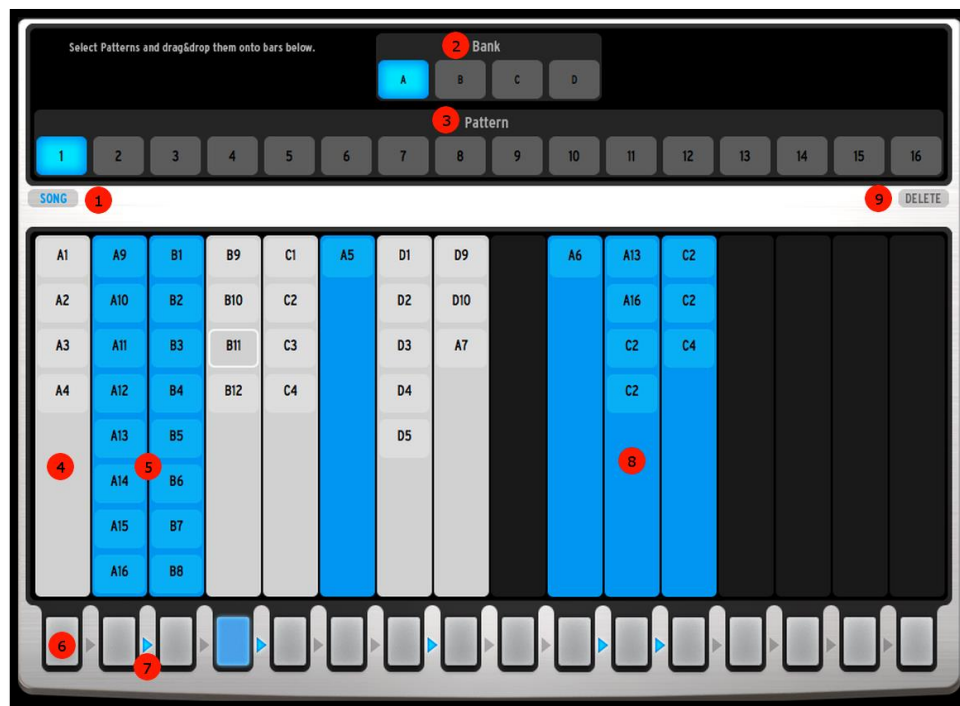 Select Patterns and drag&drop them onto bars below.
2 Bank
A B C D
3 Pattern
1 2 3 4 5 6 7 8 9 10 11 12 13 14 15 16
SONG 1 9 DELETE
A1 A9 B1 B9 C1 A5 D1 D9 A6 A13 C2
A2 A10 B2 B10 C2 D2 D10 A16 C2
A3 A11 B3 B11 C3 D3 A7 C2 C4
A4 A12 B4 B12 C4 D4 C2
A13 B5 D5
4 5 8
A14 B6
A15 B7
A16 B8
6
7